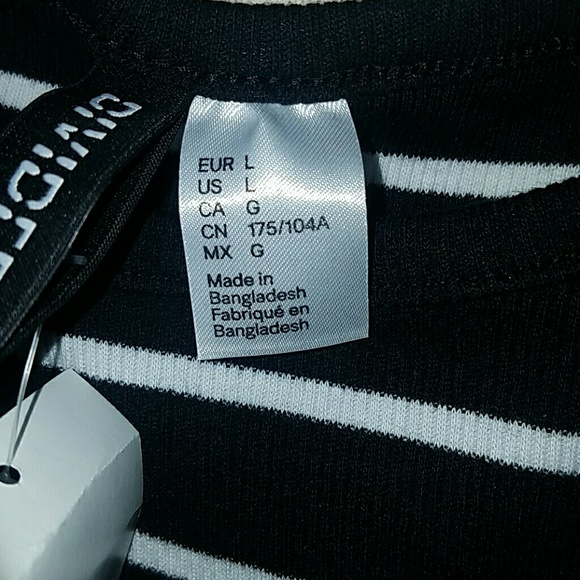 EUR L
US L
CA G
CN 175/104A
MX G
Made in
Bangladesh
Fabriqué en
Bangladesh